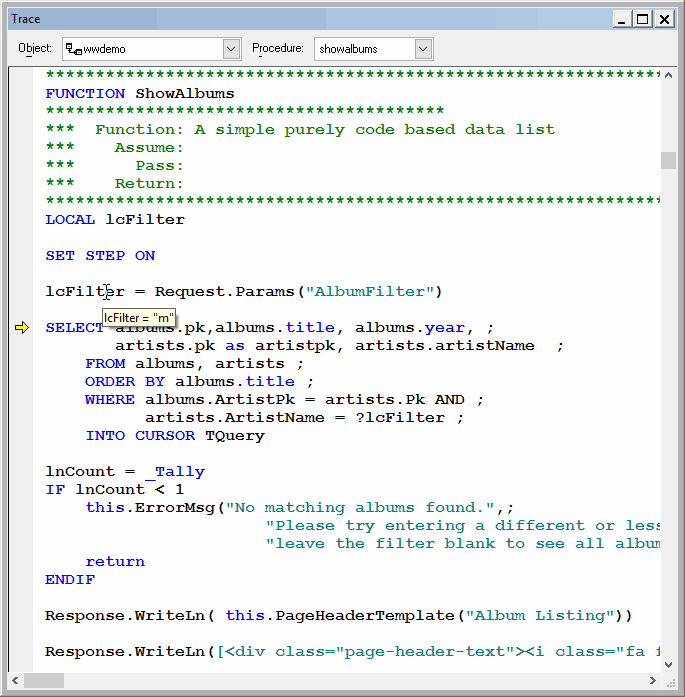 Trace
Object: wwdemo Procedure: showalbums
**************************************************************
FUNCTION ShowAlbums
****************************************
*** Function: A simple purely code based data list
*** Assume:
*** Pass:
*** Return:
**************************************************************
LOCAL lcFilter
SET STEP ON
lcFilter = Request.Params("AlbumFilter")
lcFilter = "m"
SELECT albums.pk,albums.title, albums.year, ;
artists.pk as artistpk, artists.artistName ;
FROM albums, artists ;
ORDER BY albums.title ;
WHERE albums.ArtistPk = artists.Pk AND ;
artists.ArtistName = ?lcFilter ;
INTO CURSOR TQuery
lnCount = _Tally
IF lnCount < 1
this.ErrorMsg("No matching albums found.",;
"Please try entering a different or less
"leave the filter blank to see all album
return
ENDIF
Response.WriteLn( this.PageHeaderTemplate("Album Listing"))
Response.WriteLn([<div class="page-header-text"><i class="fa f